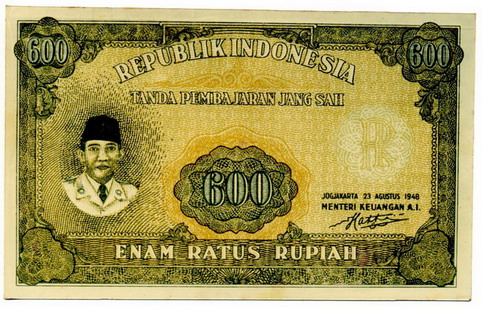 600
600
REPUBLIK INDONESIA
TANDA PEMBAJARAN JANG SAH
RI
600
JOGJAKARTA 23 AGUSTUS 1948
MENTERI KEUANGAN A.I.
Hatta
ENAM RATUS RUPIAH